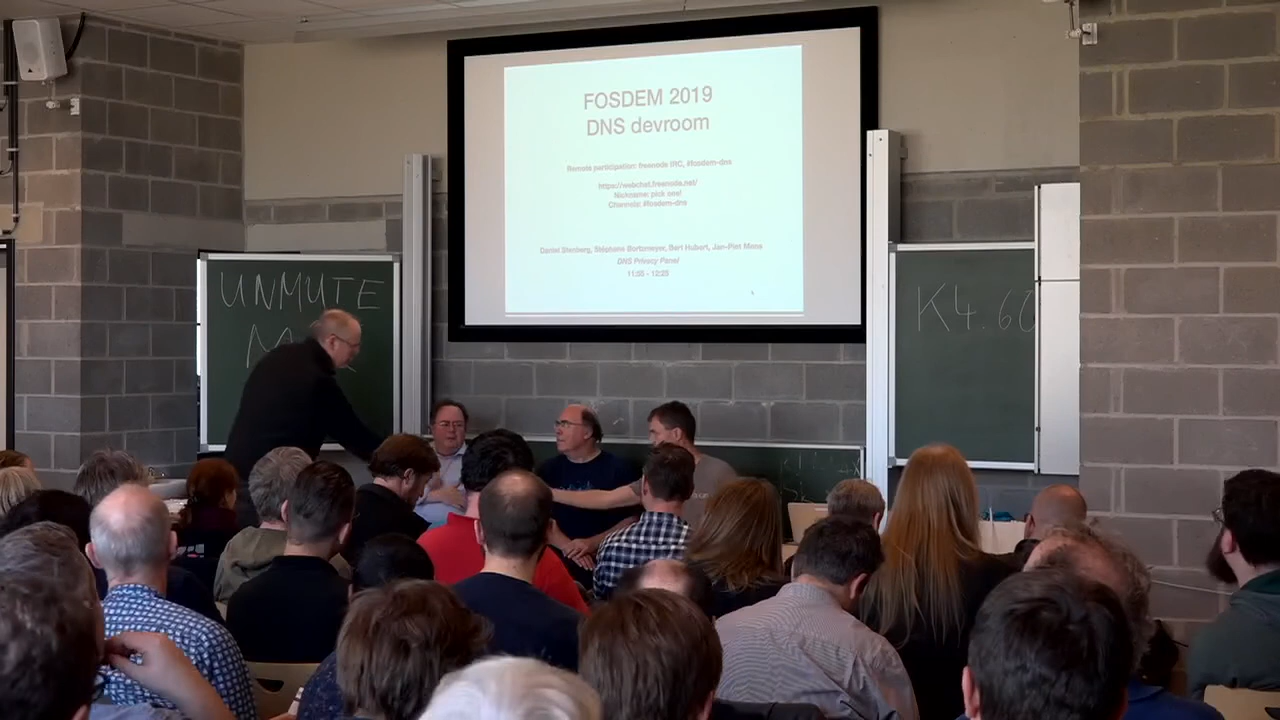 FOSDEM 2019
DNS devroom
Remote participation: freenode IRC, #fosdem-dns
https://webchat.freenode.net/
Nickname: pick one!
Channels: #fosdem-dns
Daniel Stenberg, Stéphane Bortzmeyer, Bert Hubert, Jan-Piet Mens
DNS Privacy Panel
11:55 - 12:25
UNMUTE
K4.60